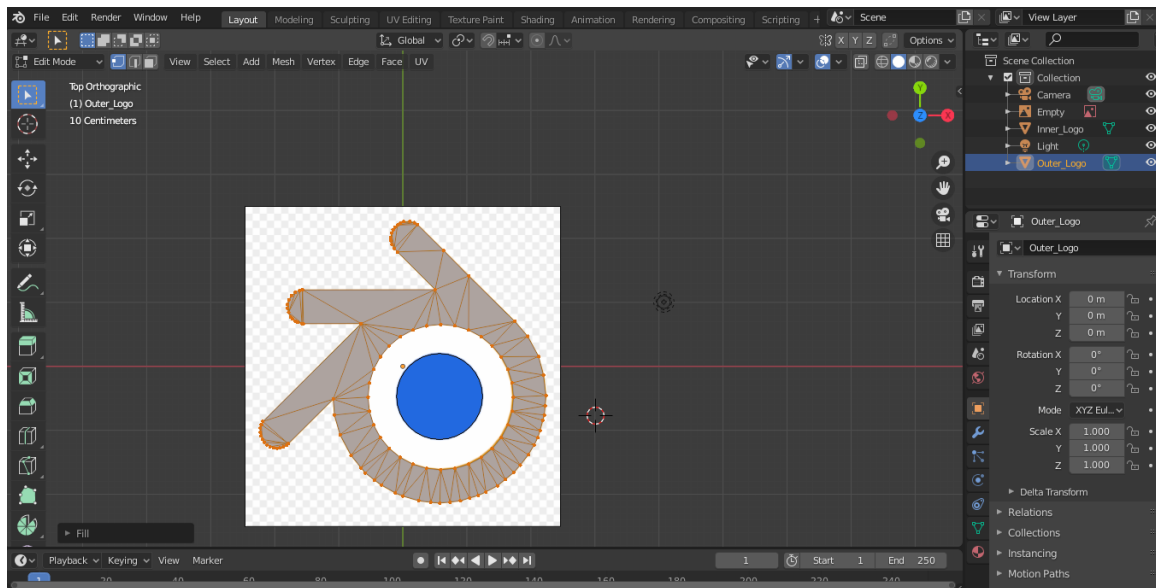 File Edit Render Window Help Layout Modeling Sculpting UV Editing Texture Paint Shading Animation Rendering Compositing Scripting + Scene View Layer
Global X Y Z Options
Edit Mode View Select Add Mesh Vertex Edge Face UV
Top Orthographic
(1) Outer_Logo
10 Centimeters
Y
X
Z
Fill
Scene Collection
Collection
Camera
Empty
Inner_Logo
Light
Outer_Logo
Outer_Logo
Outer_Logo
Transform
Location X 0 m
Y 0 m
Z 0 m
Rotation X 0°
Y 0°
Z 0°
Mode XYZ Eul...
Scale X 1.000
Y 1.000
Z 1.000
Delta Transform
Relations
Collections
Instancing
Motion Paths
Playback Keying View Marker 1 Start 1 End 250
1 20 40 60 80 100 120 140 160 180 200 220 240